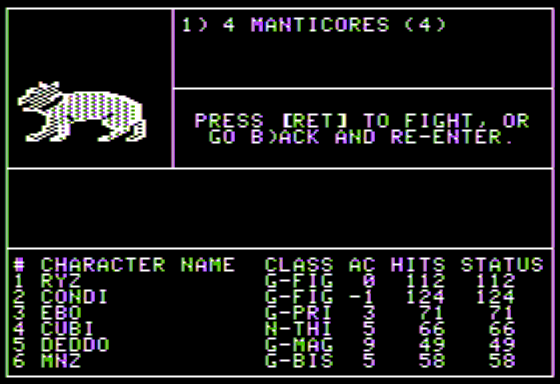 1) 4 MANTICORES (4)
PRESS [RET] TO FIGHT, OR
GO B)ACK AND RE-ENTER.
# CHARACTER NAME CLASS AC HITS STATUS
1 RYZ G-FIG 0 112 112
2 CONDI G-FIG -1 124 124
3 EBO G-PRI 3 71 71
4 CUBI N-THI 5 66 66
5 DEDDO G-MAG 9 49 49
6 MNZ G-BIS 5 58 58